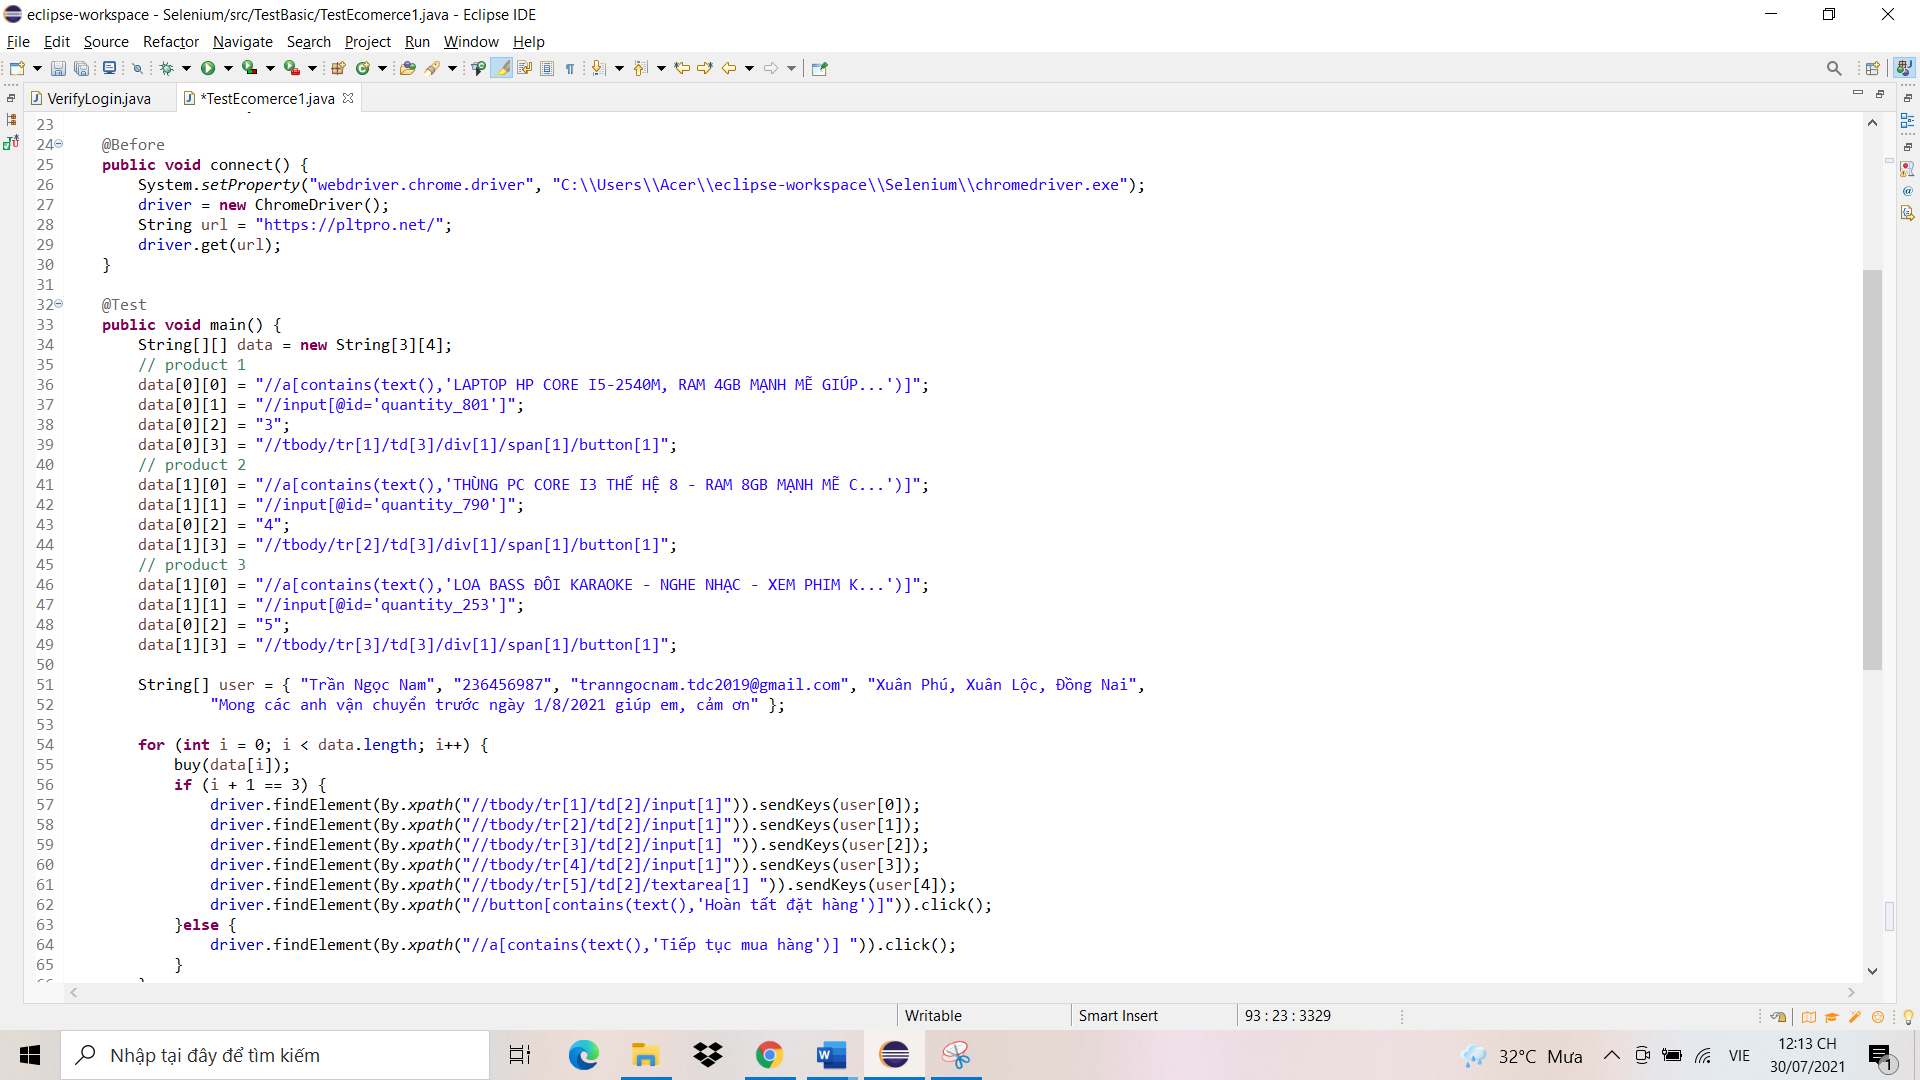 eclipse-workspace - Selenium/src/TestBasic/TestEcomerce1.java - Eclipse IDE
File Edit Source Refactor Navigate Search Project Run Window Help
VerifyLogin.java *TestEcomerce1.java
23
24 @Before
25 public void connect() {
26 System.setProperty("webdriver.chrome.driver", "C:\\Users\\Acer\\eclipse-workspace\\Selenium\\chromedriver.exe");
27 driver = new ChromeDriver();
28 String url = "https://pltpro.net/";
29 driver.get(url);
30 }
31
32 @Test
33 public void main() {
34 String[][] data = new String[3][4];
35 // product 1
36 data[0][0] = "//a[contains(text(),'LAPTOP HP CORE I5-2540M, RAM 4GB MẠNH MẼ GIÚP...')]";
37 data[0][1] = "//input[@id='quantity_801']";
38 data[0][2] = "3";
39 data[0][3] = "//tbody/tr[1]/td[3]/div[1]/span[1]/button[1]";
40 // product 2
41 data[1][0] = "//a[contains(text(),'THÙNG PC CORE I3 THẾ HỆ 8 - RAM 8GB MẠNH MẼ C...')]";
42 data[1][1] = "//input[@id='quantity_790']";
43 data[0][2] = "4";
44 data[1][3] = "//tbody/tr[2]/td[3]/div[1]/span[1]/button[1]";
45 // product 3
46 data[1][0] = "//a[contains(text(),'LOA BASS ĐÔI KARAOKE - NGHE NHẠC - XEM PHIM K...')]";
47 data[1][1] = "//input[@id='quantity_253']";
48 data[0][2] = "5";
49 data[1][3] = "//tbody/tr[3]/td[3]/div[1]/span[1]/button[1]";
50
51 String[] user = { "Trần Ngọc Nam", "236456987", "tranngocnam.tdc2019@gmail.com", "Xuân Phú, Xuân Lộc, Đồng Nai",
52 "Mong các anh vận chuyển trước ngày 1/8/2021 giúp em, cảm ơn" };
53
54 for (int i = 0; i < data.length; i++) {
55 buy(data[i]);
56 if (i + 1 == 3) {
57 driver.findElement(By.xpath("//tbody/tr[1]/td[2]/input[1]")).sendKeys(user[0]);
58 driver.findElement(By.xpath("//tbody/tr[2]/td[2]/input[1]")).sendKeys(user[1]);
59 driver.findElement(By.xpath("//tbody/tr[3]/td[2]/input[1] ")).sendKeys(user[2]);
60 driver.findElement(By.xpath("//tbody/tr[4]/td[2]/input[1]")).sendKeys(user[3]);
61 driver.findElement(By.xpath("//tbody/tr[5]/td[2]/textarea[1] ")).sendKeys(user[4]);
62 driver.findElement(By.xpath("//button[contains(text(),'Hoàn tất đặt hàng')]")).click();
63 }else {
64 driver.findElement(By.xpath("//a[contains(text(),'Tiếp tục mua hàng')] ")).click();
65 }
Writable Smart Insert 93 : 23 : 3329
Nhập tại đây để tìm kiếm
32°C Mưa VIE 12:13 CH
30/07/2021
1